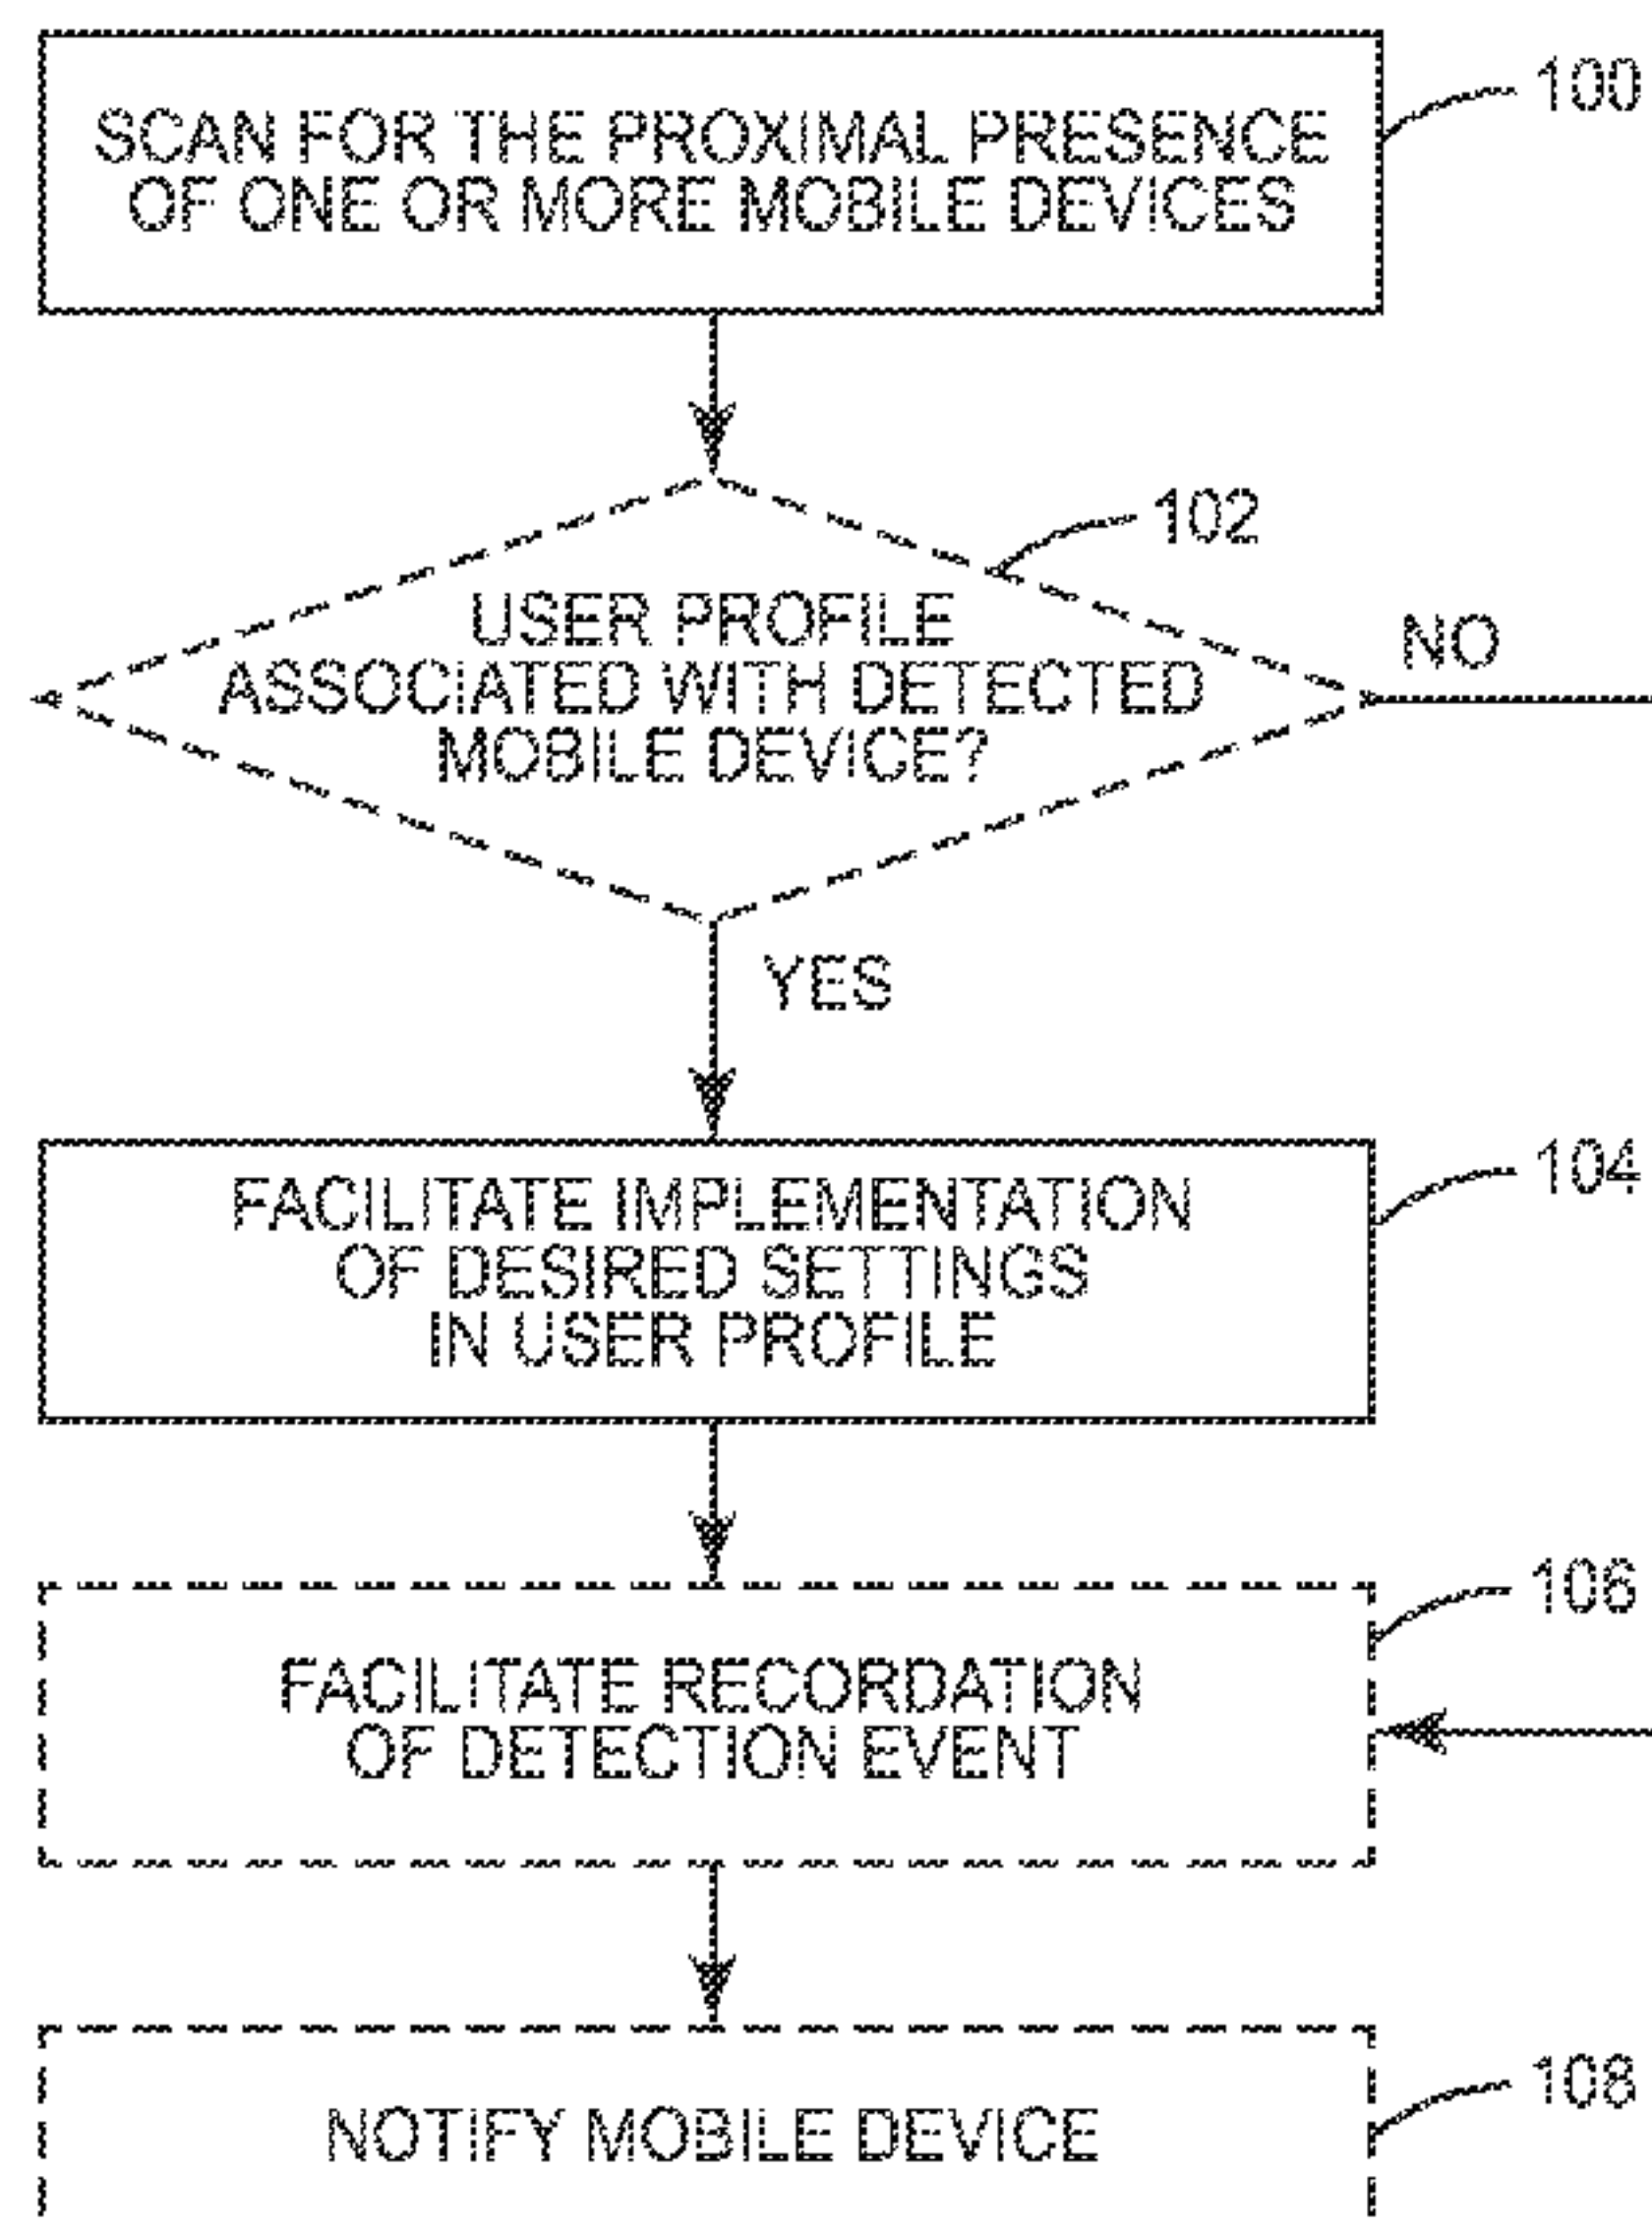 SCAN FOR THE PROXIMAL PRESENCE
OF ONE OR MORE MOBILE DEVICES
100
102
USER PROFILE
ASSOCIATED WITH DETECTED
MOBILE DEVICE?
NO
YES
104
FACILITATE IMPLEMENTATION
OF DESIRED SETTINGS
IN USER PROFILE
106
FACILITATE RECORDATION
OF DETECTION EVENT
108
NOTIFY MOBILE DEVICE